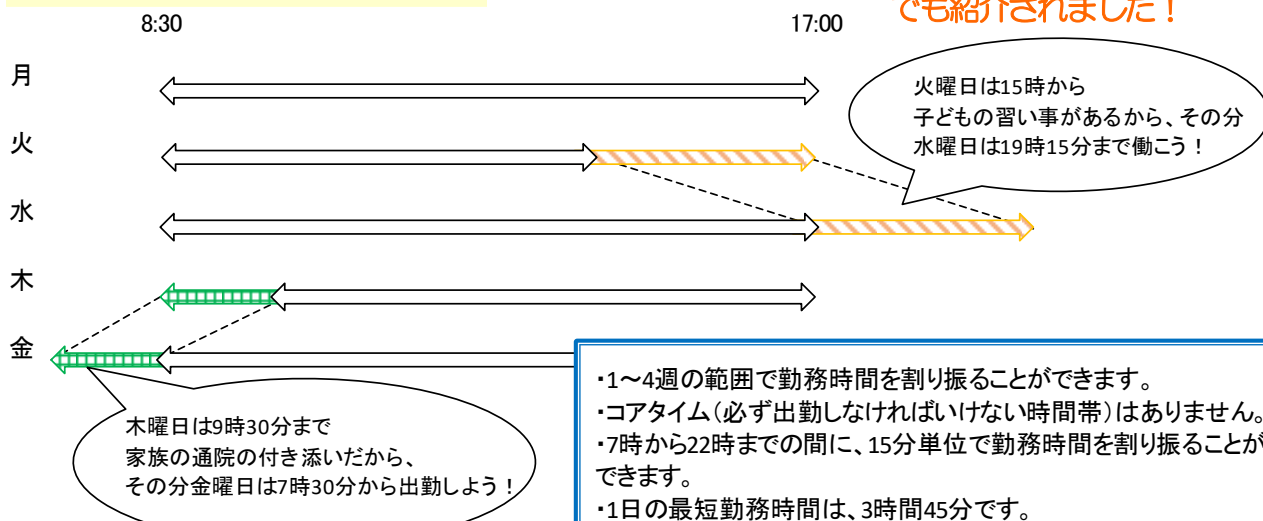 でも紹介されました！
8:30
17:00
月
火
水
木
金
火曜日は15時から
子どもの習い事があるから、その分
水曜日は19時15分まで働こう！
木曜日は9時30分まで
家族の通院の付き添いだから、
その分金曜日は7時30分から出勤しよう！
・1～4週の範囲で勤務時間を割り振ることができます。
・コアタイム（必ず出勤しなければいけない時間帯）はありません。
・7時から22時までの間に、15分単位で勤務時間を割り振ることが
できます。
・1日の最短勤務時間は、3時間45分です。